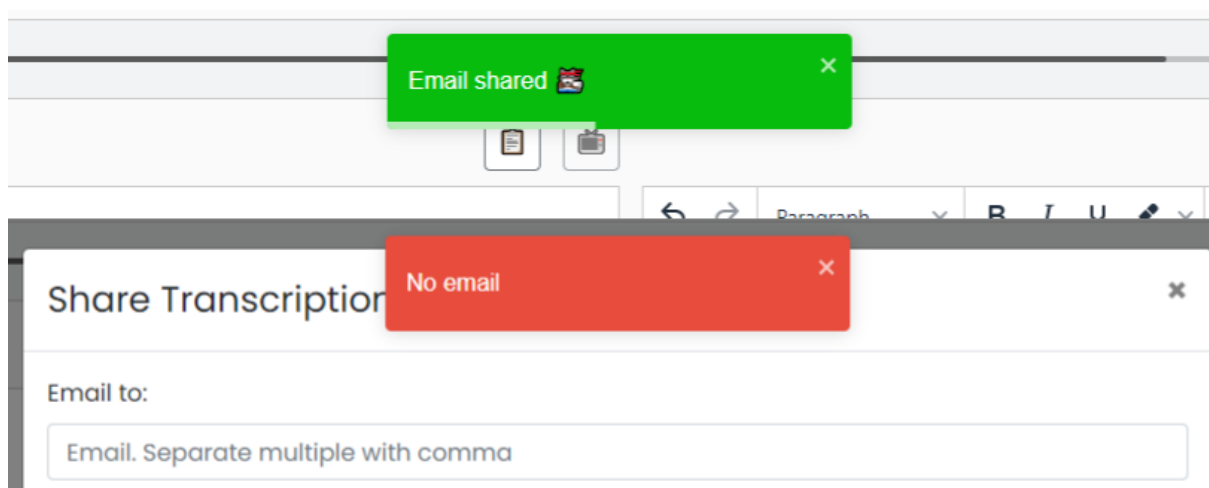 Email shared
Paragraph
B I U
No email
Share Transcription
Email to:
Email. Separate multiple with comma